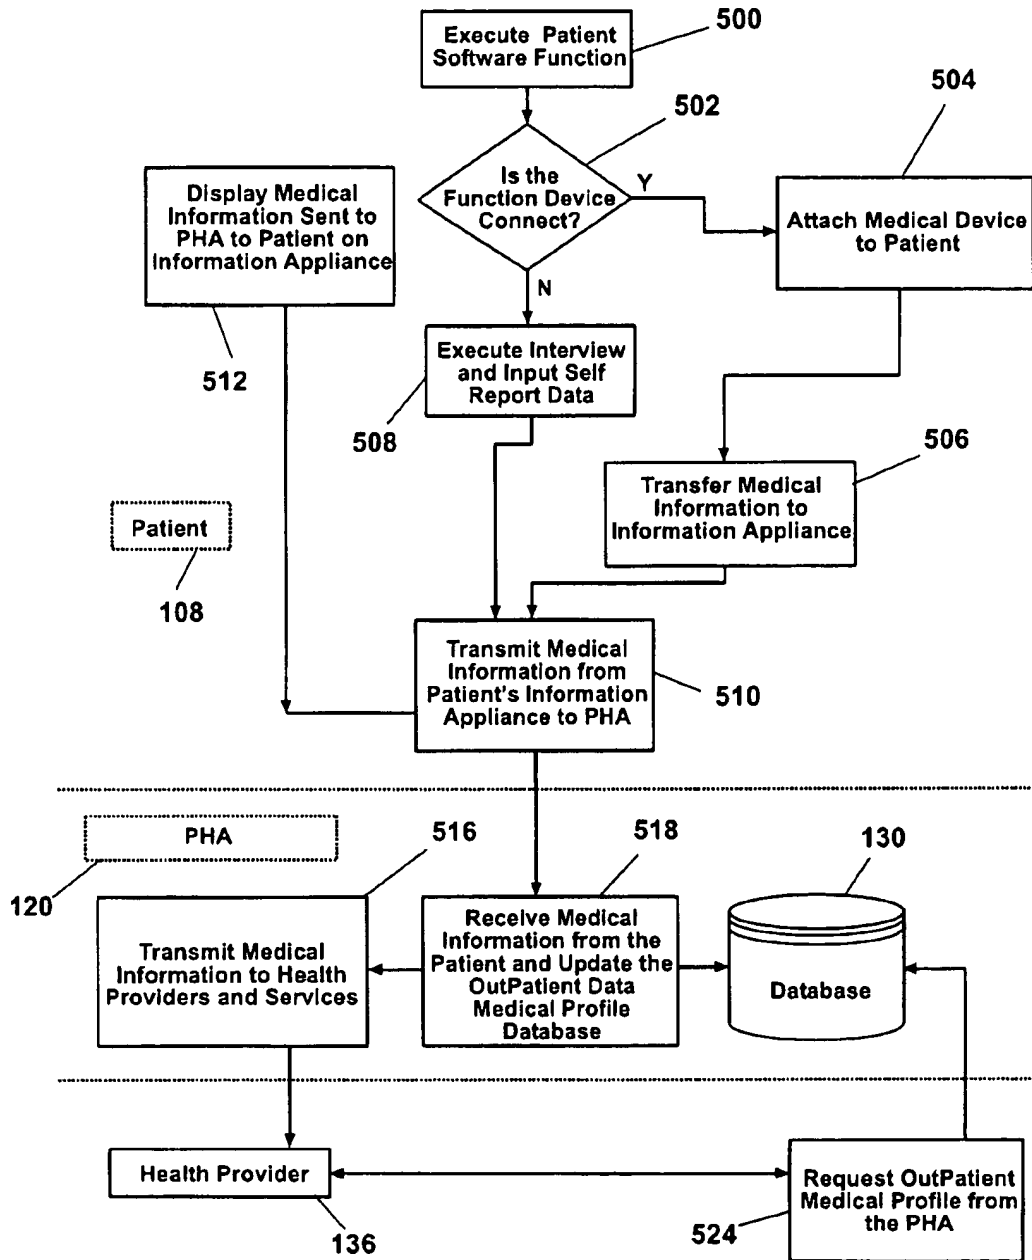 500
Execute Patient
Software Function
502
504
Is the
Function Device
Connect?
Y
N
Display Medical
Information Sent to
PHA to Patient on
Information Appliance
512
Attach Medical Device
to Patient
Execute Interview
and Input Self
Report Data
508
506
Transfer Medical
Information to
Information Appliance
Patient
108
Transmit Medical
Information from
Patient's Information
Appliance to PHA
510
PHA
120
516
518
130
Transmit Medical
Information to Health
Providers and Services
Receive Medical
Information from the
Patient and Update the
OutPatient Data
Medical Profile
Database
Database
Health Provider
136
Request OutPatient
Medical Profile from
the PHA
524